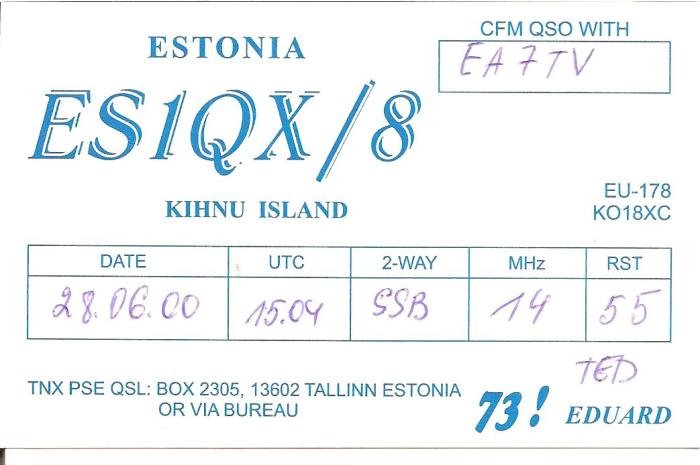 ESTONIA
CFM QSO WITH
EA7TV
ES1QX/8
KIHNU ISLAND
EU-178
KO18XC
DATE UTC 2-WAY MHz RST
28.06.00 15.04 SSB 14 55
TED
TNX PSE QSL: BOX 2305, 13602 TALLINN ESTONIA
OR VIA BUREAU
73! EDUARD